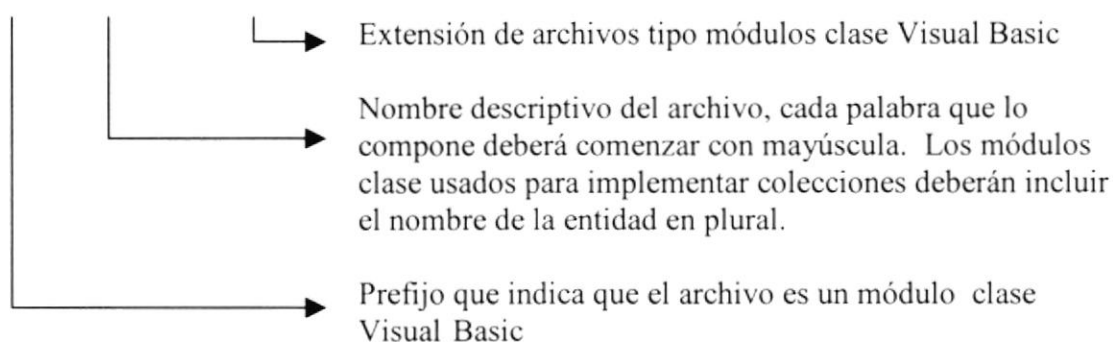 Extensión de archivos tipo módulos clase Visual Basic
Nombre descriptivo del archivo, cada palabra que lo
compone deberá comenzar con mayúscula. Los módulos
clase usados para implementar colecciones deberán incluir
el nombre de la entidad en plural.
Prefijo que indica que el archivo es un módulo clase
Visual Basic